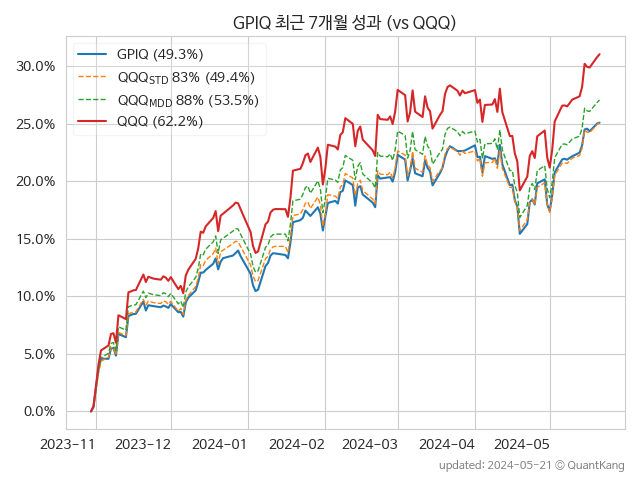 GPIQ 최근 7개월 성과 (vs QQQ)
GPIQ (49.3%)
QQQSTD 83% (49.4%)
QQQMDD 88% (53.5%)
QQQ (62.2%)
30.0%
25.0%
20.0%
15.0%
10.0%
5.0%
0.0%
2023-11 2023-12 2024-01 2024-02 2024-03 2024-04 2024-05
updated: 2024-05-21 © QuantKang